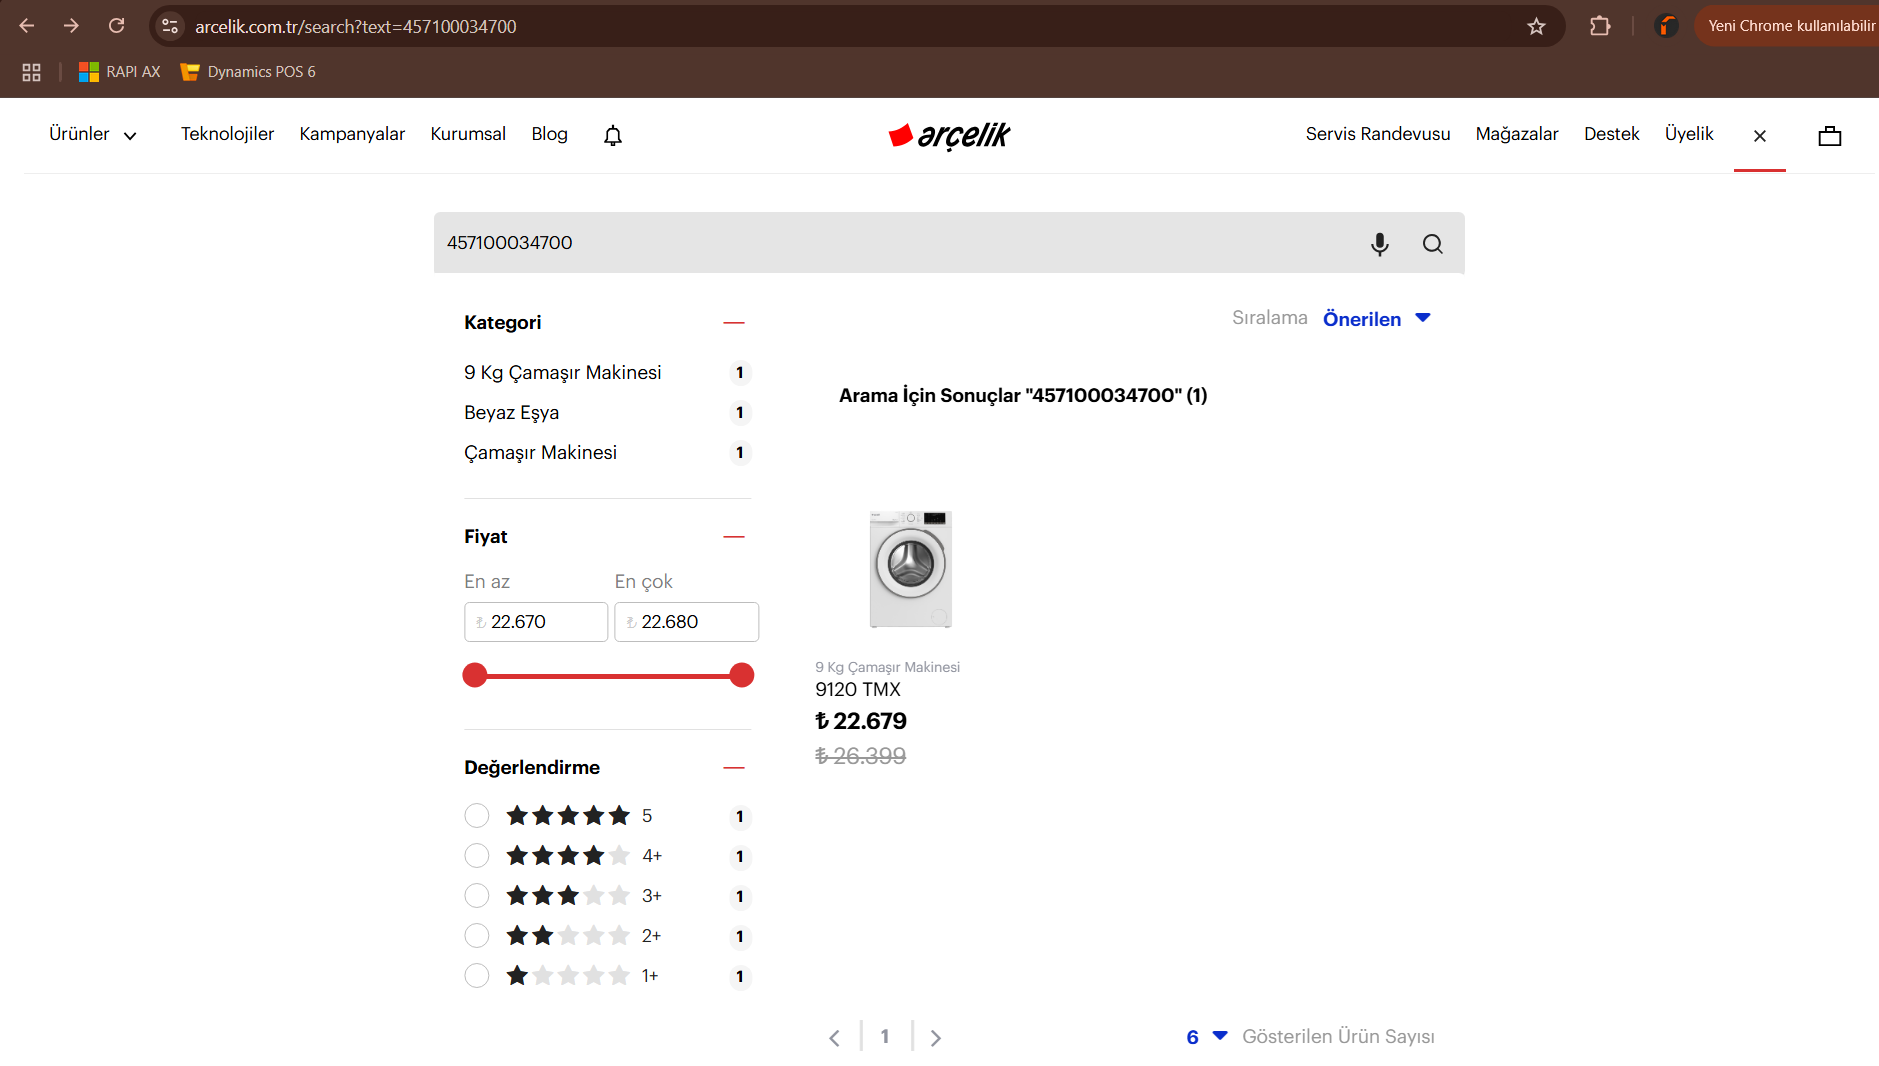 arcelik.com.tr/search?text=457100034700
Yeni Chrome kullanılabilir
RAPI AX
Dynamics POS 6
Ürünler
Teknolojiler
Kampanyalar
Kurumsal
Blog
arçelik
Servis Randevusu
Mağazalar
Destek
Üyelik
457100034700
Kategori
9 Kg Çamaşır Makinesi 1
Beyaz Eşya 1
Çamaşır Makinesi 1
Fiyat
En az En çok
₺ 22.670 ₺ 22.680
Değerlendirme
5 1
4+ 1
3+ 1
2+ 1
1+ 1
Sıralama Önerilen
Arama İçin Sonuçlar "457100034700" (1)
9 Kg Çamaşır Makinesi
9120 TMX
₺ 22.679
₺ 26.399
1
6 Gösterilen Ürün Sayısı